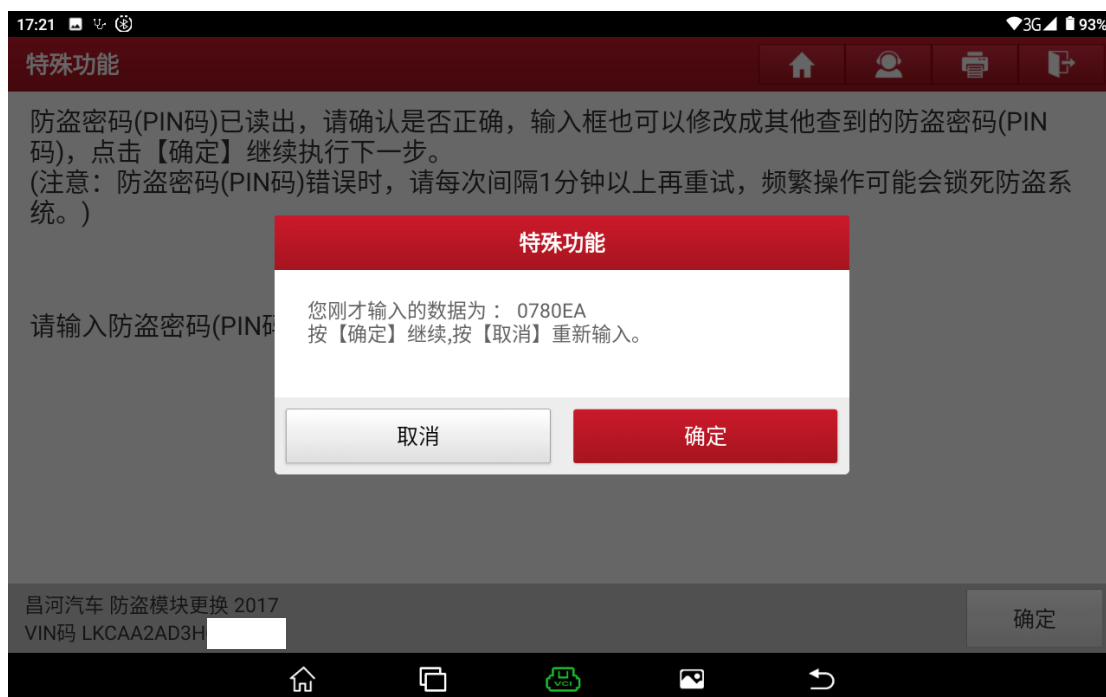 17:21
3G 93%
特殊功能
防盗密码(PIN码)已读出，请确认是否正确，输入框也可以修改成其他查到的防盗密码(PIN
码)，点击【确定】继续执行下一步。
(注意：防盗密码(PIN码)错误时，请每次间隔1分钟以上再重试，频繁操作可能会锁死防盗系
统。)
特殊功能
您刚才输入的数据为： 0780EA
按【确定】继续,按【取消】重新输入。
请输入防盗密码(PIN码
取消
确定
昌河汽车 防盗模块更换 2017
VIN码 LKCAA2AD3H
确定
VCI